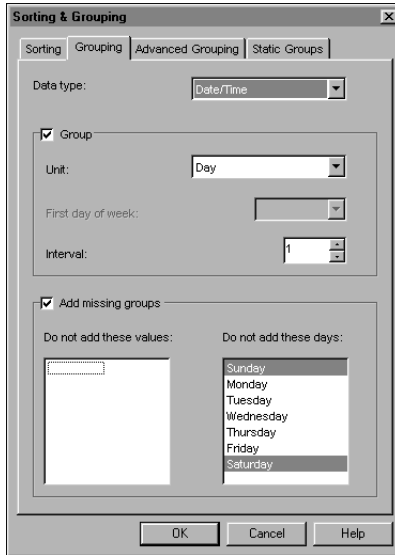 Sorting & Grouping
Sorting Grouping Advanced Grouping Static Groups
Data type: Date/Time
Group
Unit: Day
First day of week:
Interval: 1
Add missing groups
Do not add these values: Do not add these days:
Sunday
Monday
Tuesday
Wednesday
Thursday
Friday
Saturday
OK Cancel Help